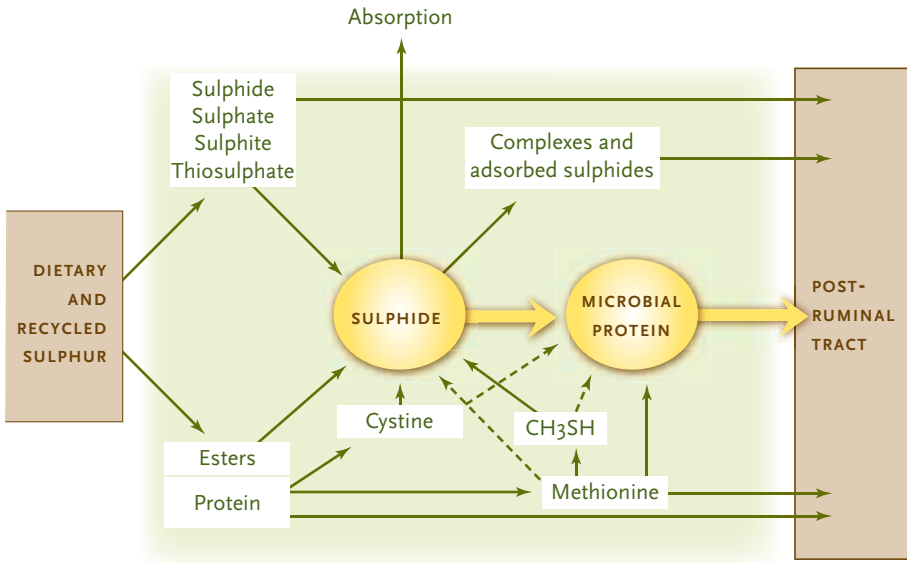 Absorption
Sulphide
Sulphate
Sulphite
Thiosulphate
Complexes and
adsorbed sulphides
DIETARY
AND
RECYCLED
SULPHUR
SULPHIDE
MICROBIAL
PROTEIN
POST-
RUMINAL
TRACT
Cystine
CH3SH
Esters
Protein
Methionine